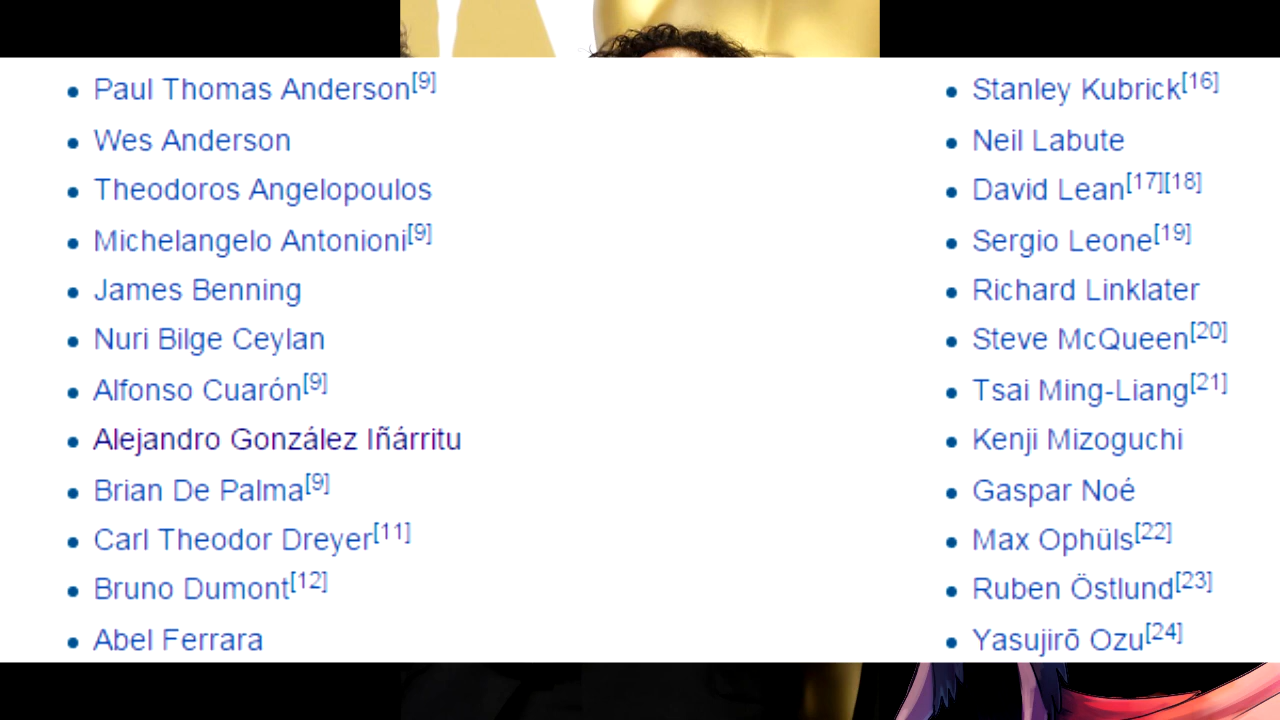 Paul Thomas Anderson[9]
Wes Anderson
Theodoros Angelopoulos
Michelangelo Antonioni[9]
James Benning
Nuri Bilge Ceylan
Alfonso Cuarón[9]
Alejandro González Iñárritu
Brian De Palma[9]
Carl Theodor Dreyer[11]
Bruno Dumont[12]
Abel Ferrara
Stanley Kubrick[16]
Neil Labute
David Lean[17][18]
Sergio Leone[19]
Richard Linklater
Steve McQueen[20]
Tsai Ming-Liang[21]
Kenji Mizoguchi
Gaspar Noé
Max Ophüls[22]
Ruben Östlund[23]
Yasujirō Ozu[24]